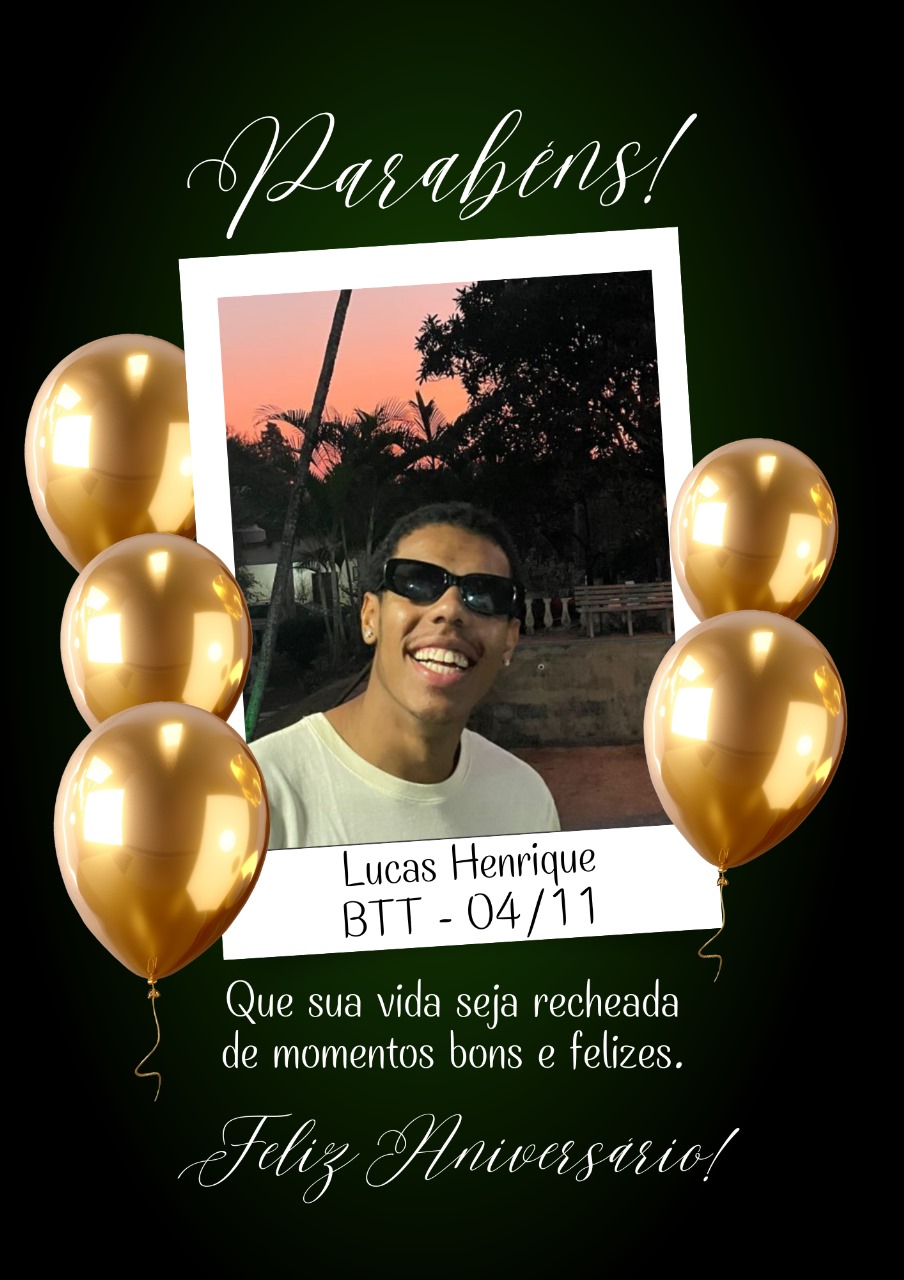 Parabéns!
Lucas Henrique
BTT - 04/11
Que sua vida seja recheada
de momentos bons e felizes.
Feliz Aniversário!